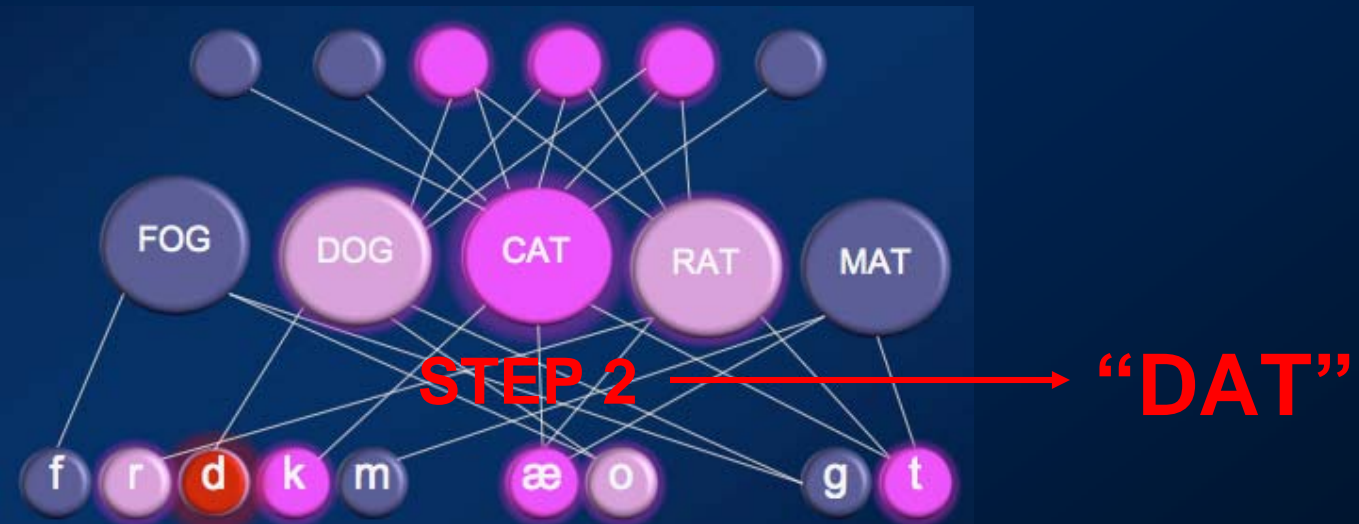 FOG DOG CAT RAT MAT
STEP 2 “DAT”
f r d k m æ o g t